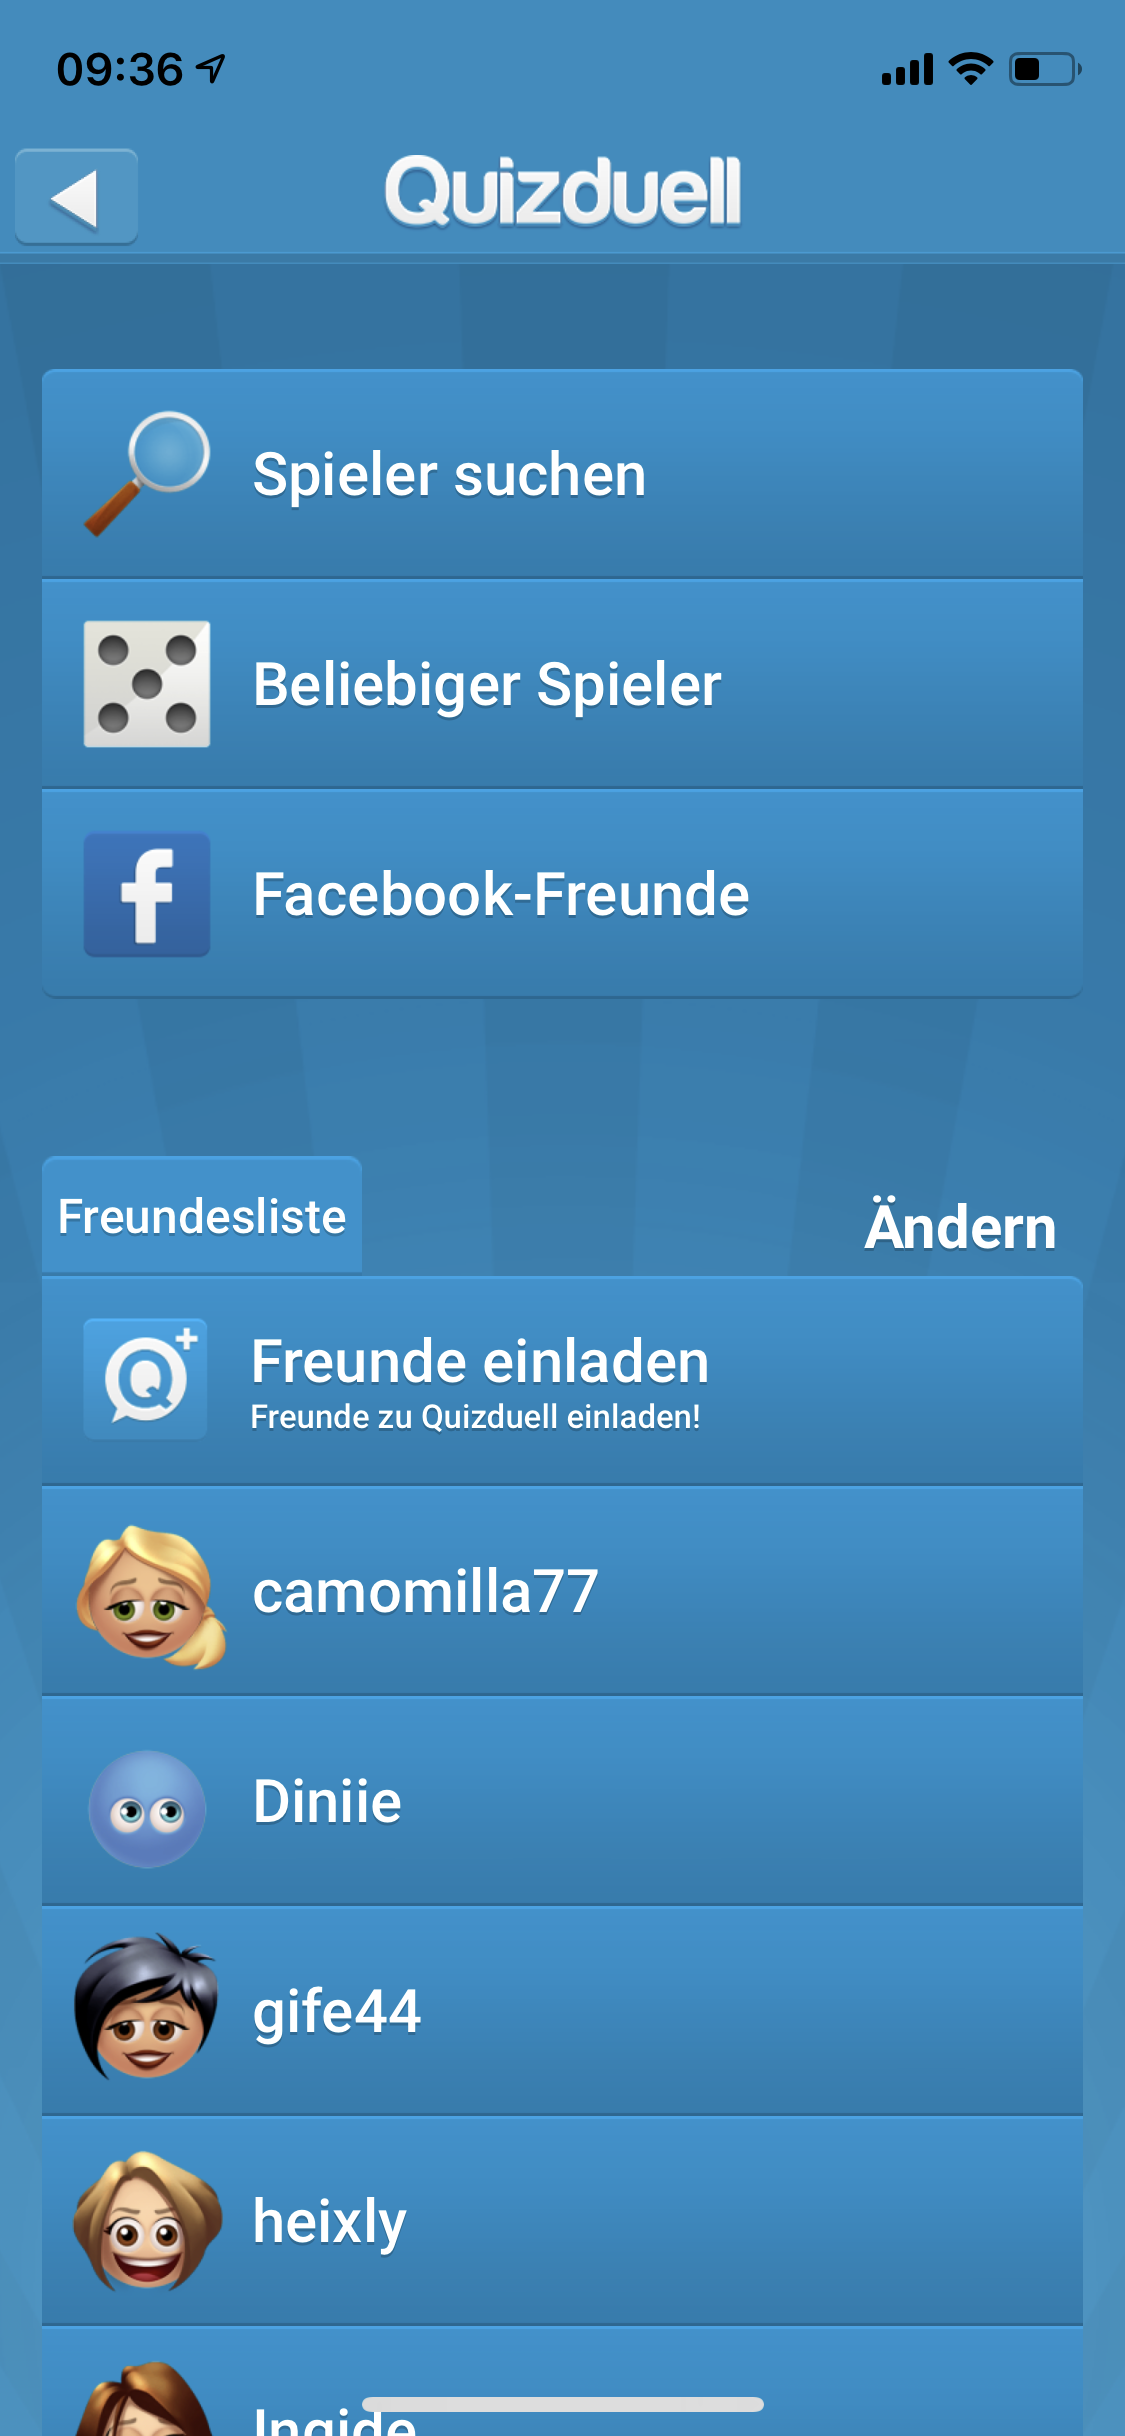 09:36
Quizduell
Spieler suchen
Beliebiger Spieler
Facebook-Freunde
Freundesliste
Ändern
Freunde einladen
Freunde zu Quizduell einladen!
camomilla77
Diniie
gife44
heixly